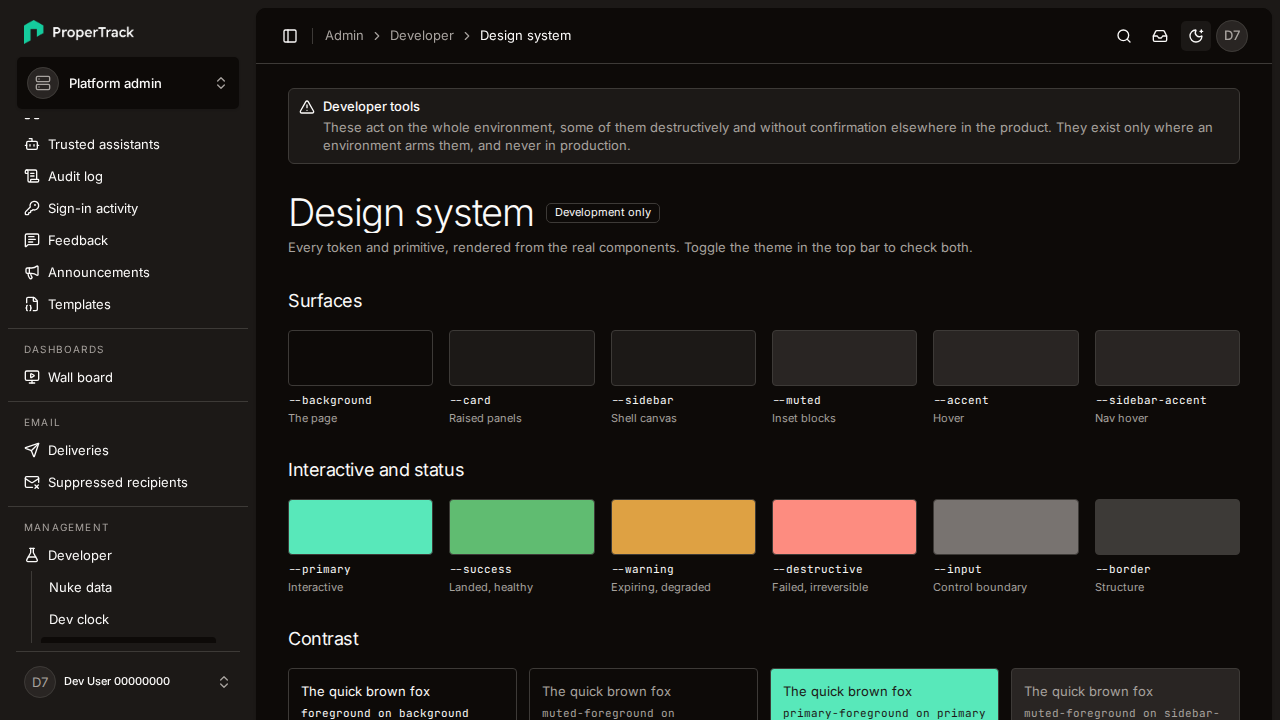 ProperTrack
Platform admin
Trusted assistants
Audit log
Sign-in activity
Feedback
Announcements
Templates
DASHBOARDS
Wall board
EMAIL
Deliveries
Suppressed recipients
MANAGEMENT
Developer
Nuke data
Dev clock
D7
Dev User 00000000
Admin
Developer
Design system
D7
Developer tools
These act on the whole environment, some of them destructively and without confirmation elsewhere in the product. They exist only where an
environment arms them, and never in production.
Design system
Development only
Every token and primitive, rendered from the real components. Toggle the theme in the top bar to check both.
Surfaces
--background
The page
--card
Raised panels
--sidebar
Shell canvas
--muted
Inset blocks
--accent
Hover
--sidebar-accent
Nav hover
Interactive and status
--primary
Interactive
--success
Landed, healthy
--warning
Expiring, degraded
--destructive
Failed, irreversible
--input
Control boundary
--border
Structure
Contrast
The quick brown fox
foreground on background
The quick brown fox
muted-foreground on
The quick brown fox
primary-foreground on primary
The quick brown fox
muted-foreground on sidebar-